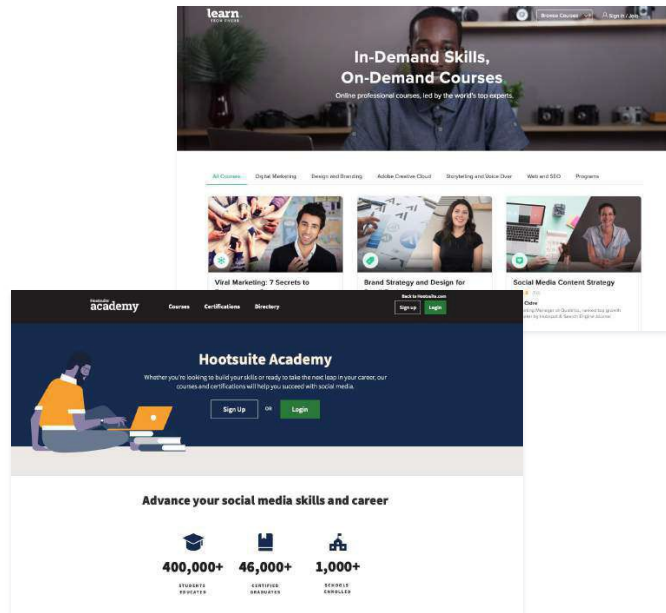 learn
Browse Courses
Sign In / Join
In-Demand Skills,
On-Demand Courses
Online professional courses, led by the world's top experts.
All Courses
Digital Marketing
Design and Branding
Adobe Creative Cloud
Storytelling and Voice Over
Web and SEO
Programs
Viral Marketing: 7 Secrets to
Brand Strategy and Design for
Social Media Content Strategy
Hootsuite
academy
Courses
Certifications
Directory
Back to Hootsuite.com
Sign up
Login
Hootsuite Academy
Whether you're looking to build your skills or ready to take the next leap in your career, our
courses and certifications will help you succeed with social media.
Sign Up
OR
Login
Advance your social media skills and career
400,000+
STUDENTS
EDUCATED
46,000+
CERTIFIED
GRADUATES
1,000+
SCHOOLS
ENROLLED